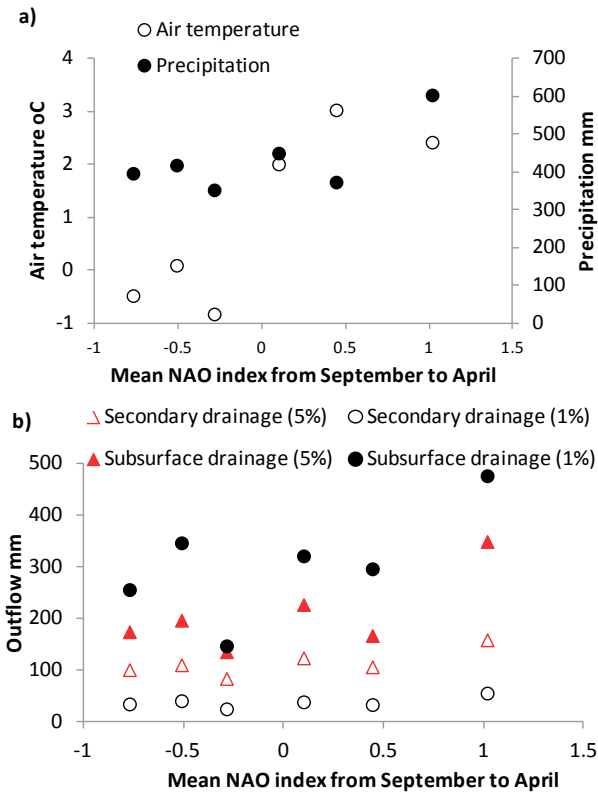 a)
Air temperature
Precipitation
4
3
2
1
0
-1
700
600
500
400
300
200
100
0
Air temperature oC
Precipitation mm
-1
-0.5
0
0.5
1
1.5
Mean NAO index from September to April
b)
Secondary drainage (5%) Secondary drainage (1%)
Subsurface drainage (5%) Subsurface drainage (1%)
500
400
300
200
100
0
Outflow mm
-1
-0.5
0
0.5
1
1.5
Mean NAO index from September to April